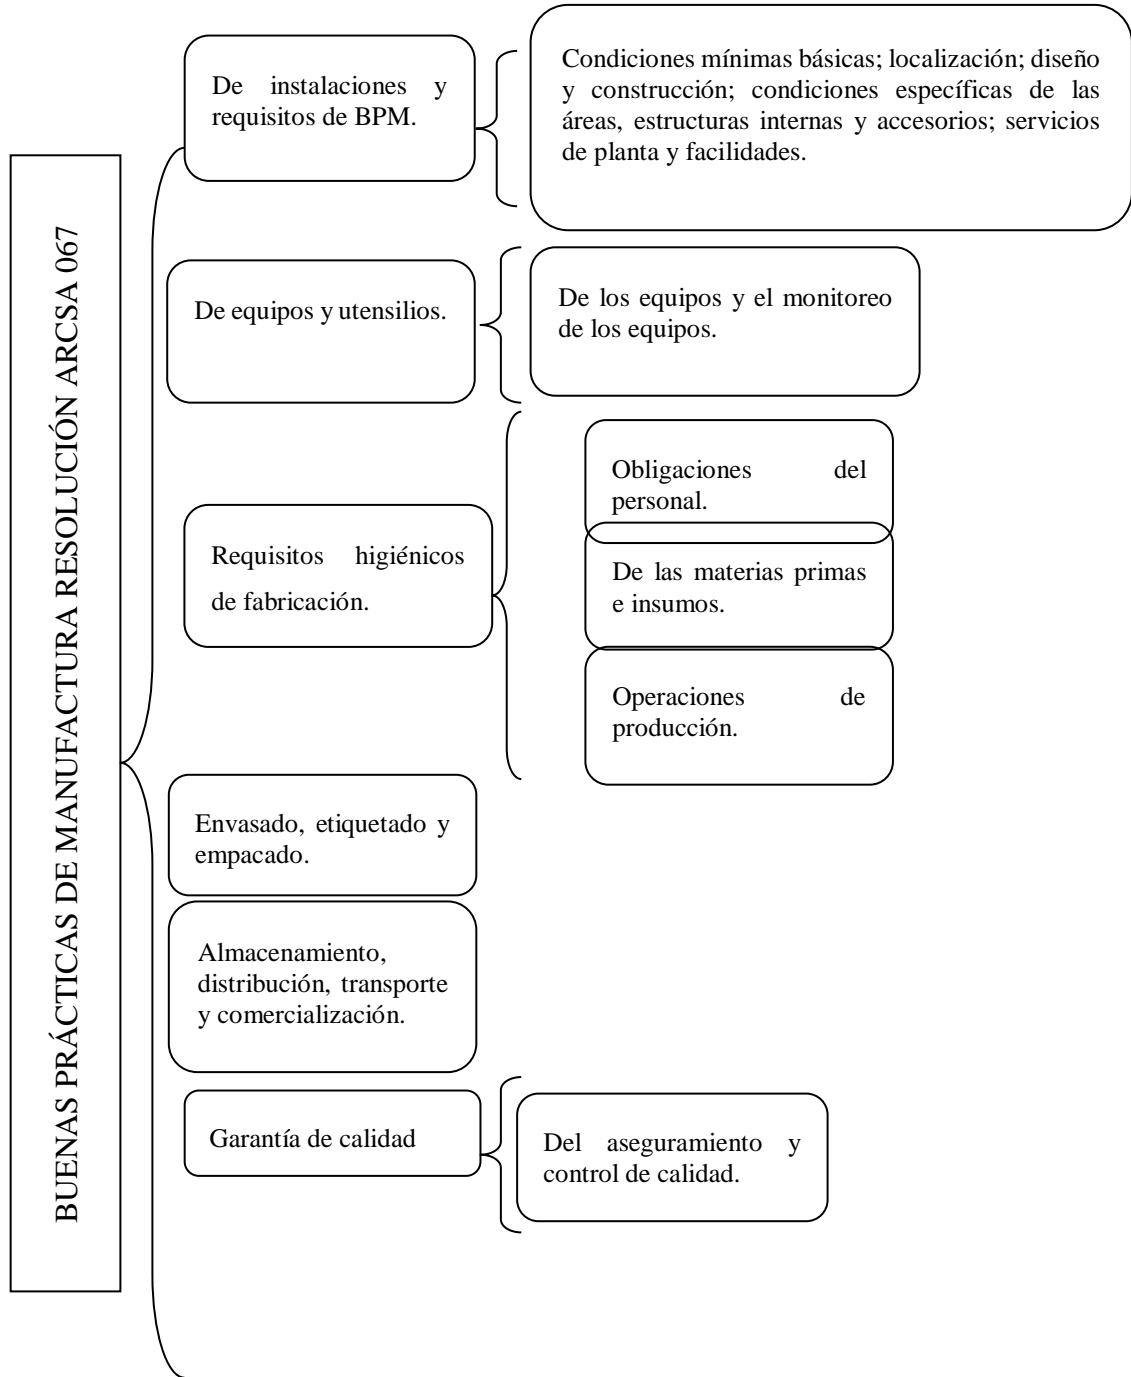 BUENAS PRÁCTICAS DE MANUFACTURA RESOLUCIÓN ARCSA 067
De instalaciones y
requisitos de BPM.
Condiciones mínimas básicas; localización; diseño
y construcción; condiciones específicas de las
áreas, estructuras internas y accesorios; servicios
de planta y facilidades.
De equipos y utensilios.
De los equipos y el monitoreo
de los equipos.
Requisitos higiénicos
de fabricación.
Obligaciones del
personal.
De las materias primas
e insumos.
Operaciones de
producción.
Envasado, etiquetado y
empacado.
Almacenamiento,
distribución, transporte
y comercialización.
Garantía de calidad
Del aseguramiento y
control de calidad.